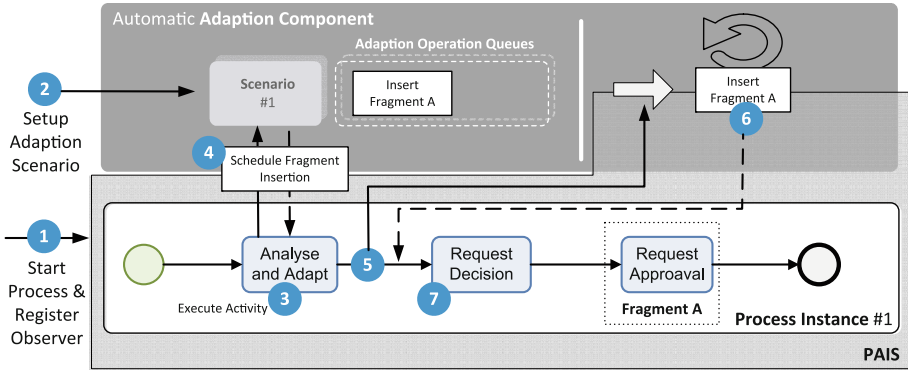 Automatic Adaption Component
Adaption Operation Queues
Scenario
#1
Insert
Fragment A
Insert
Fragment A
2
Setup
Adaption
Scenario
4
Schedule Fragment
Insertion
6
1
Start
Process &
Register
Observer
Analyse
and Adapt
3
Execute Activity
5
Request
Decision
7
Request
Approaval
Fragment A
Process Instance #1
PAIS